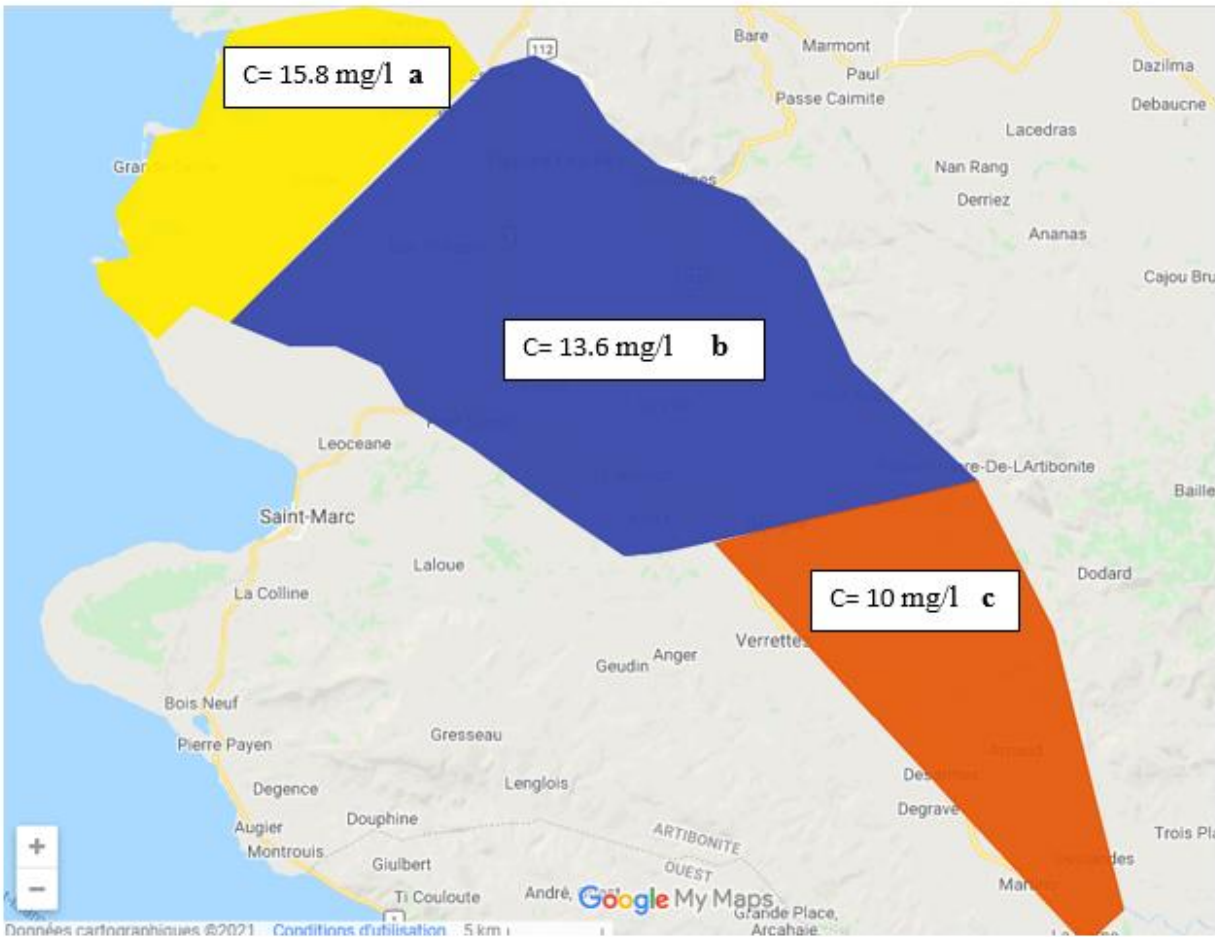 112
Bare
Marmont
Paul
Passe Caimite
Dazilma
Debaucne
C= 15.8 mg/l a
Lacedras
Nan Rang
Derriez
Ananas
Cajou Bru
C= 13.6 mg/l b
Leoceane
re-De-LArtibonite
Baille
Saint-Marc
Laloue
La Colline
Dodard
C= 10 mg/l c
Verrettes
Geudin
Anger
Bois Neuf
Pierre Payen
Gresseau
Degence
Lenglois
Degrave
Augier
Douphine
Montrouis
ARTIBONITE
OUEST
Trois Pla
Giulbert
Ti Couloute
André,
Google My Maps
Grande Place,
Arcahaie
Données cartographiques ©2021 Conditions d'utilisation 5 km